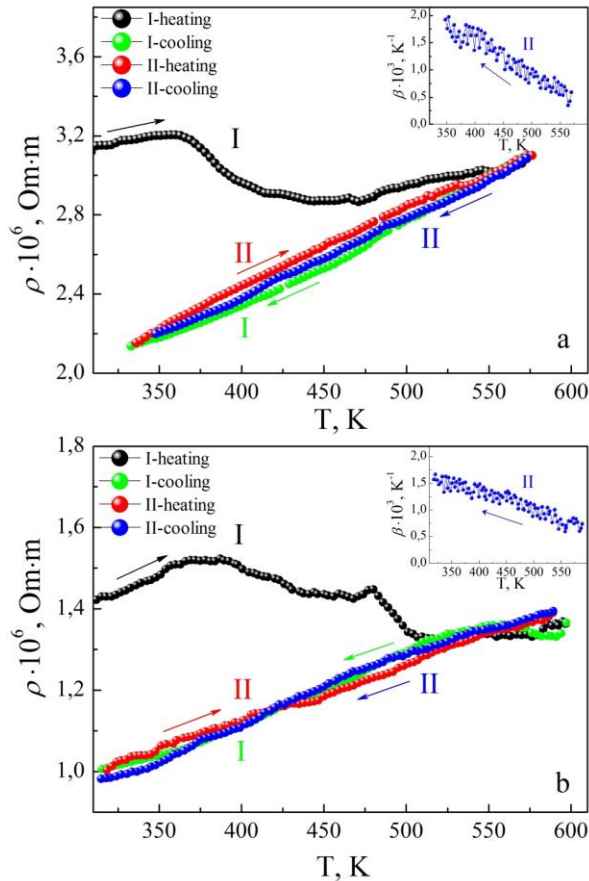 3,6
3,2
2,8
2,4
2,0
ρ·10⁶, Om·m
I-heating
I-cooling
II-heating
II-cooling
I
II
II
I
a
2,0
1,5
1,0
0,5
0,0
β·10³, K⁻¹
II
350 400 450 500 550 600
T, K
350 400 450 500 550 600
T, K
1,8
1,6
1,4
1,2
1,0
ρ·10⁶, Om·m
I-heating
I-cooling
II-heating
II-cooling
I
II
II
I
b
2,0
1,5
1,0
0,5
0,0
β·10³, K⁻¹
II
350 400 450 500 550
T, K
350 400 450 500 550 600
T, K